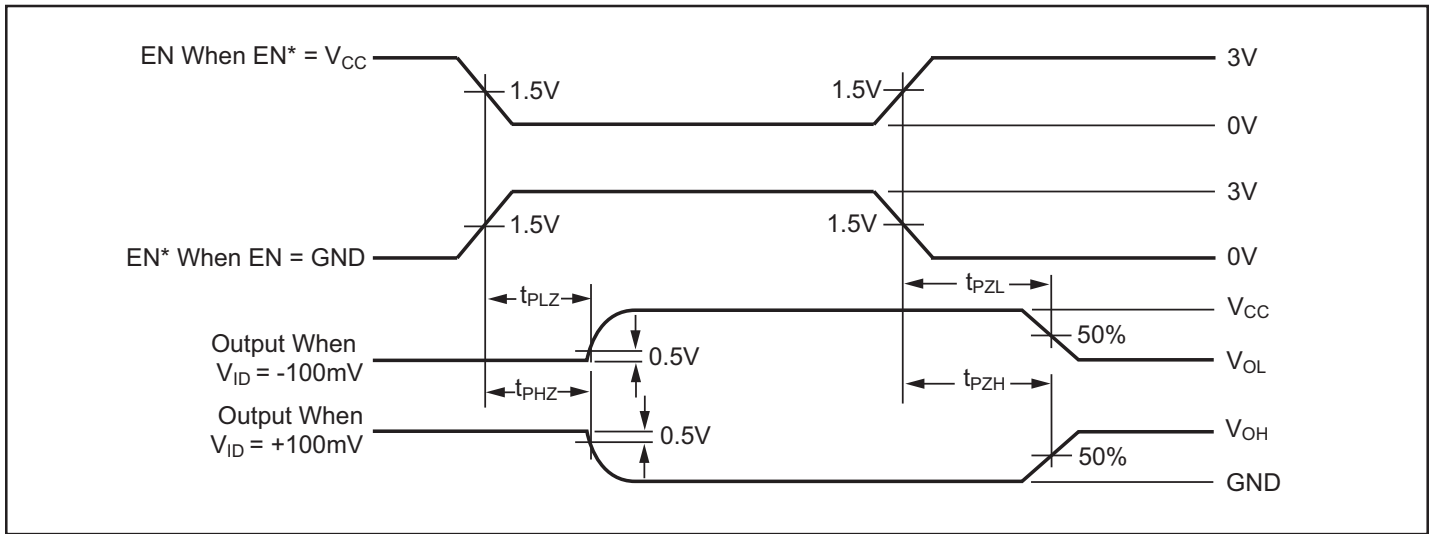 EN When EN* = VCC
3V
1.5V
1.5V
0V
3V
1.5V
1.5V
EN* When EN = GND
0V
tPLZ
tPZL
VCC
Output When
VID = -100mV
0.5V
50%
VOL
tPHZ
tPZH
Output When
VID = +100mV
0.5V
VOH
50%
GND